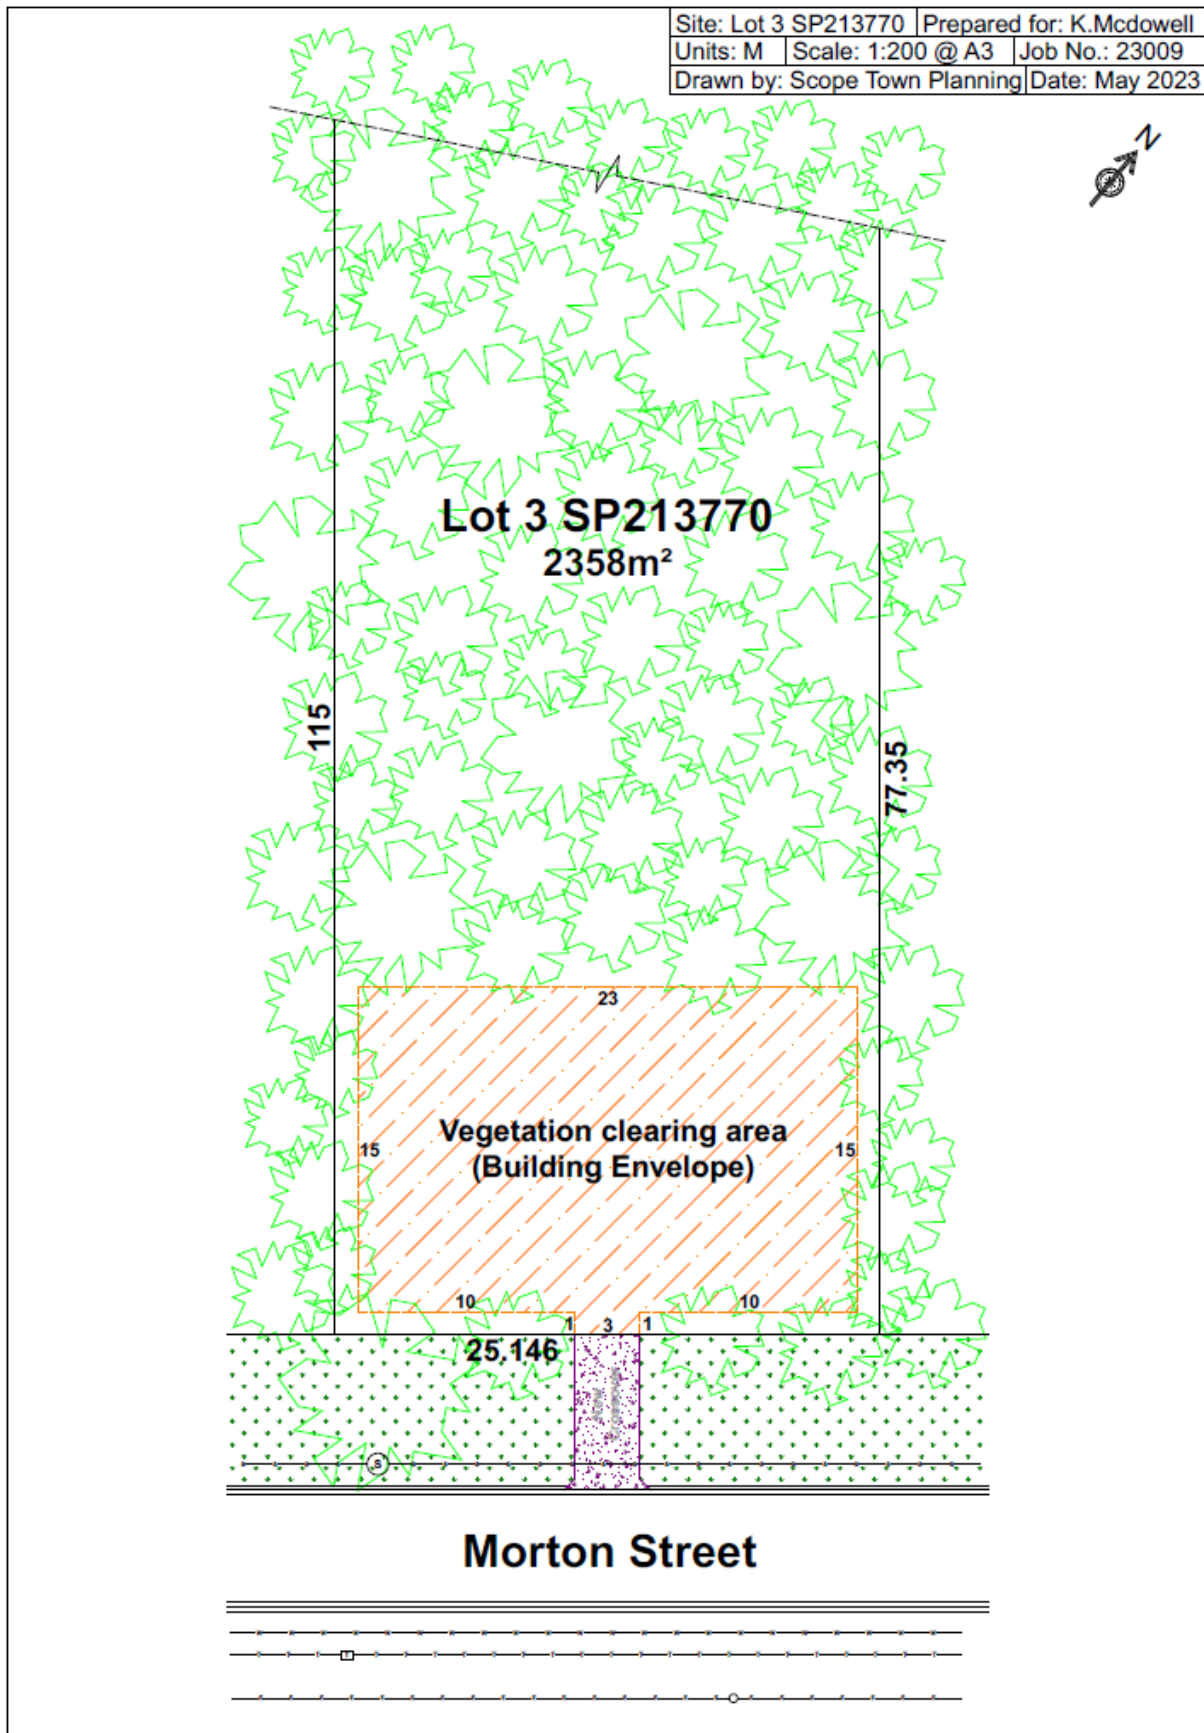 Site: Lot 3 SP213770 Prepared for: K.Mcdowell
Units: M Scale: 1:200 @ A3 Job No.: 23009
Drawn by: Scope Town Planning Date: May 2023
N
Lot 3 SP213770
2358m²
115
77.35
23
Vegetation clearing area
15 15
(Building Envelope)
10 10
1 3 1
25.146
S
Morton Street